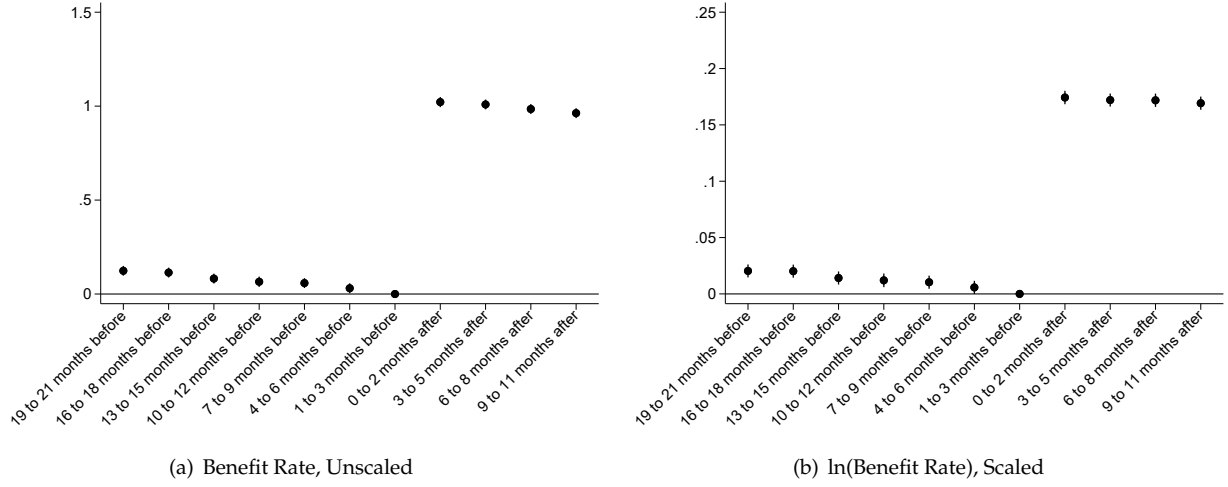 1.5
1
.5
0
19 to 21 months before
16 to 18 months before
13 to 15 months before
10 to 12 months before
7 to 9 months before
4 to 6 months before
1 to 3 months before
0 to 2 months after
3 to 5 months after
6 to 8 months after
9 to 11 months after
(a) Benefit Rate, Unscaled
.25
.2
.15
.1
.05
0
19 to 21 months before
16 to 18 months before
13 to 15 months before
10 to 12 months before
7 to 9 months before
4 to 6 months before
1 to 3 months before
0 to 2 months after
3 to 5 months after
6 to 8 months after
9 to 11 months after
(b) ln(Benefit Rate), Scaled